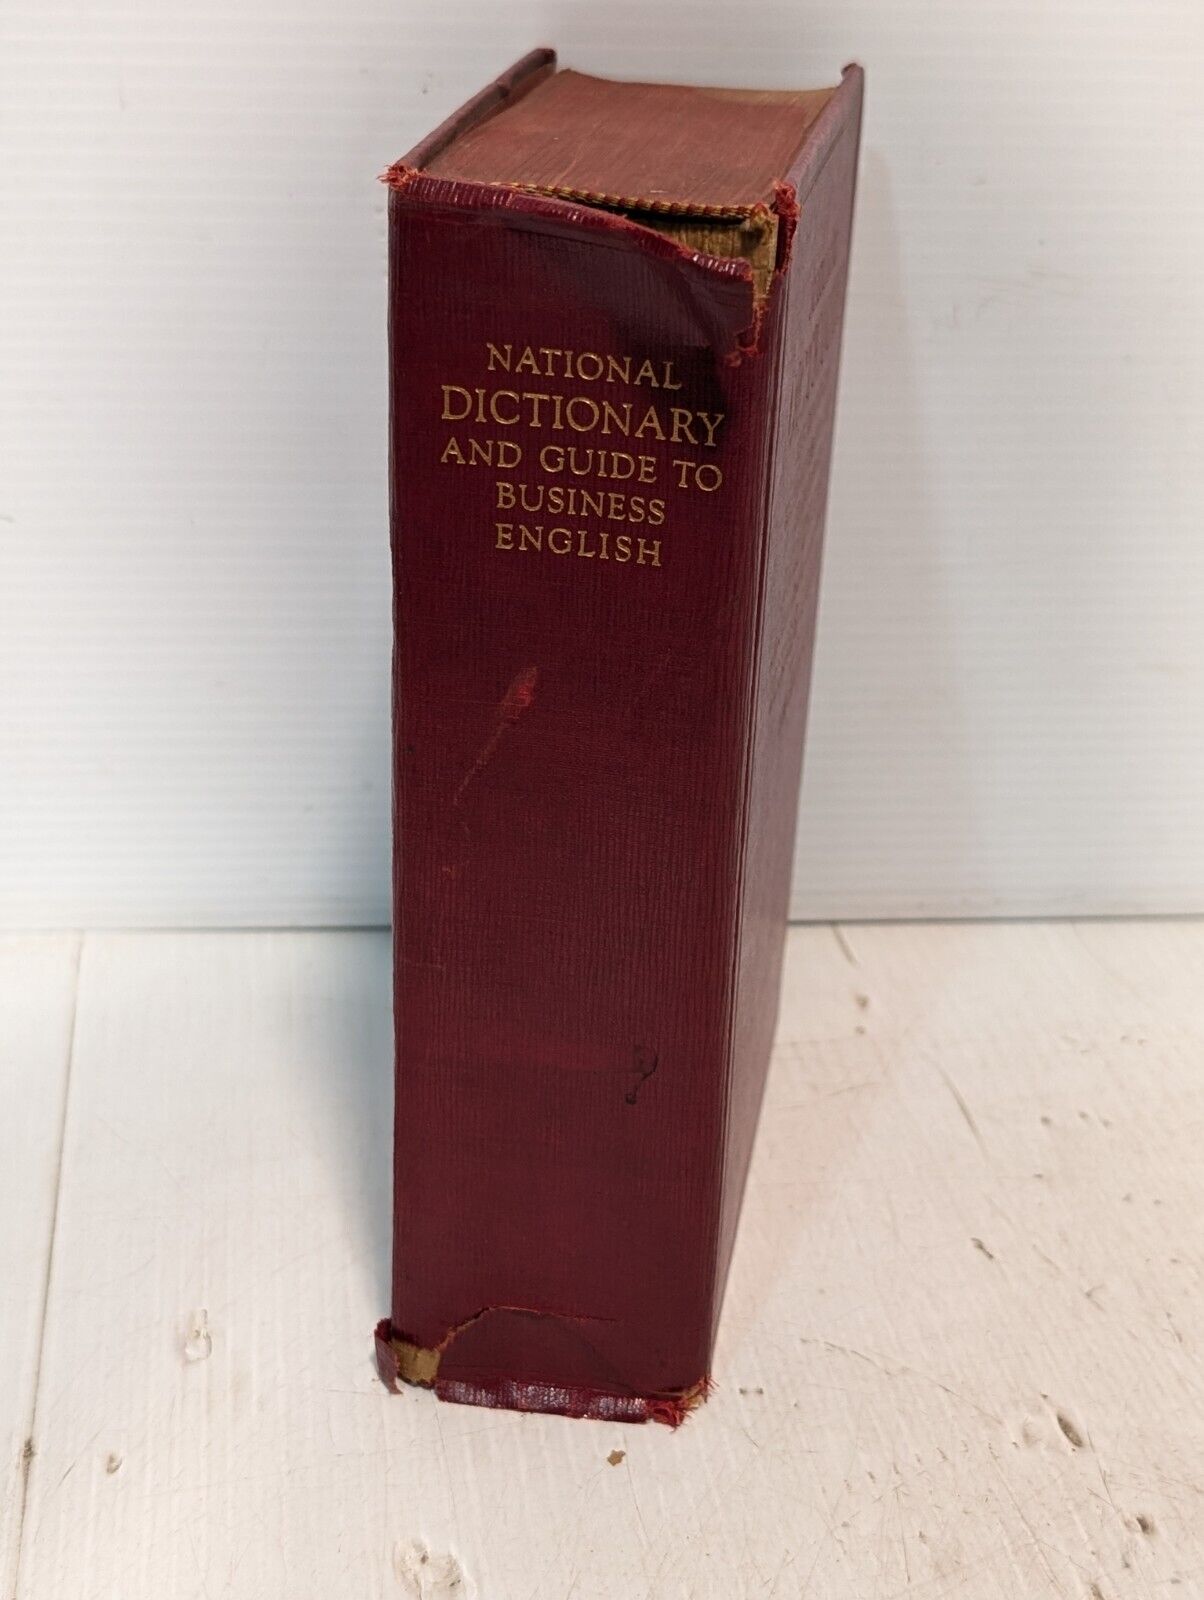 NATIONAL
DICTIONARY
AND GUIDE TO
BUSINESS
ENGLISH